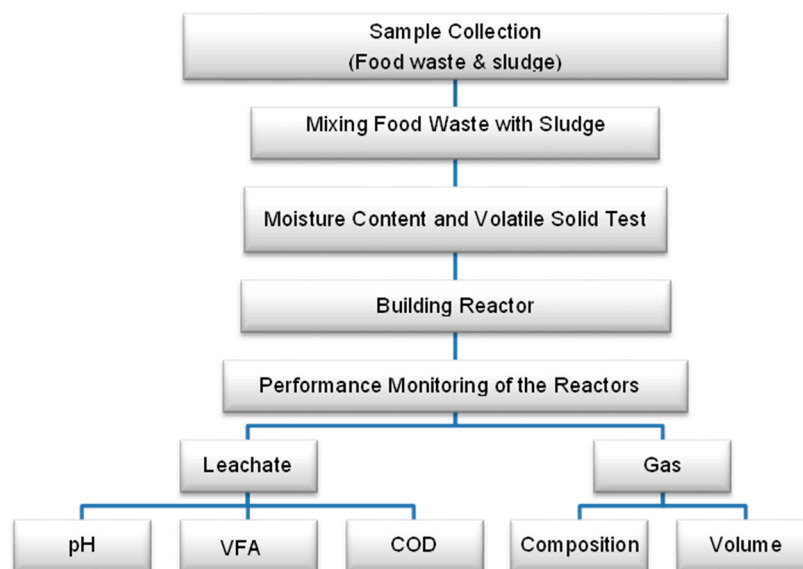 Sample Collection
(Food waste & sludge)
Mixing Food Waste with Sludge
Moisture Content and Volatile Solid Test
Building Reactor
Performance Monitoring of the Reactors
Leachate
Gas
pH
VFA
COD
Composition
Volume